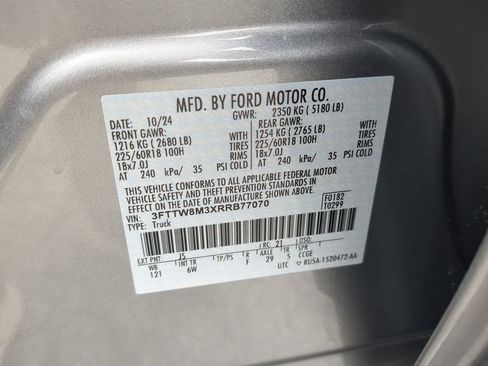 MFD. BY FORD MOTOR CO.
DATE: 10/24 GVWR: 2350 KG ( 5180 LB)
FRONT GAWR: REAR GAWR:
1216 KG ( 2680 LB) WITH 1254 KG ( 2765 LB) WITH
225/60R18 100H TIRES 225/60R18 100H TIRES
18x7.0J RIMS 18x7.0J RIMS
AT 240 kPa/ 35 PSI COLD AT 240 kPa/ 35 PSI COLD
THIS VEHICLE CONFORMS TO ALL APPLICABLE FEDERAL MOTOR
VEHICLE SAFETY AND THEFT PREVENTION STANDARDS IN EFFECT
ON THE DATE OF MANUFACTURE SHOWN ABOVE.
VIN: 3FTTW8M3XRRB77070 F0182
TYPE: Truck T0299
EXT PNT: JS RC: 21 DSO:
WB INT TR TP/PS R AXLE TR SPR
121 6W F 29 5 CCGE
UTC RU5A-1520472-AA